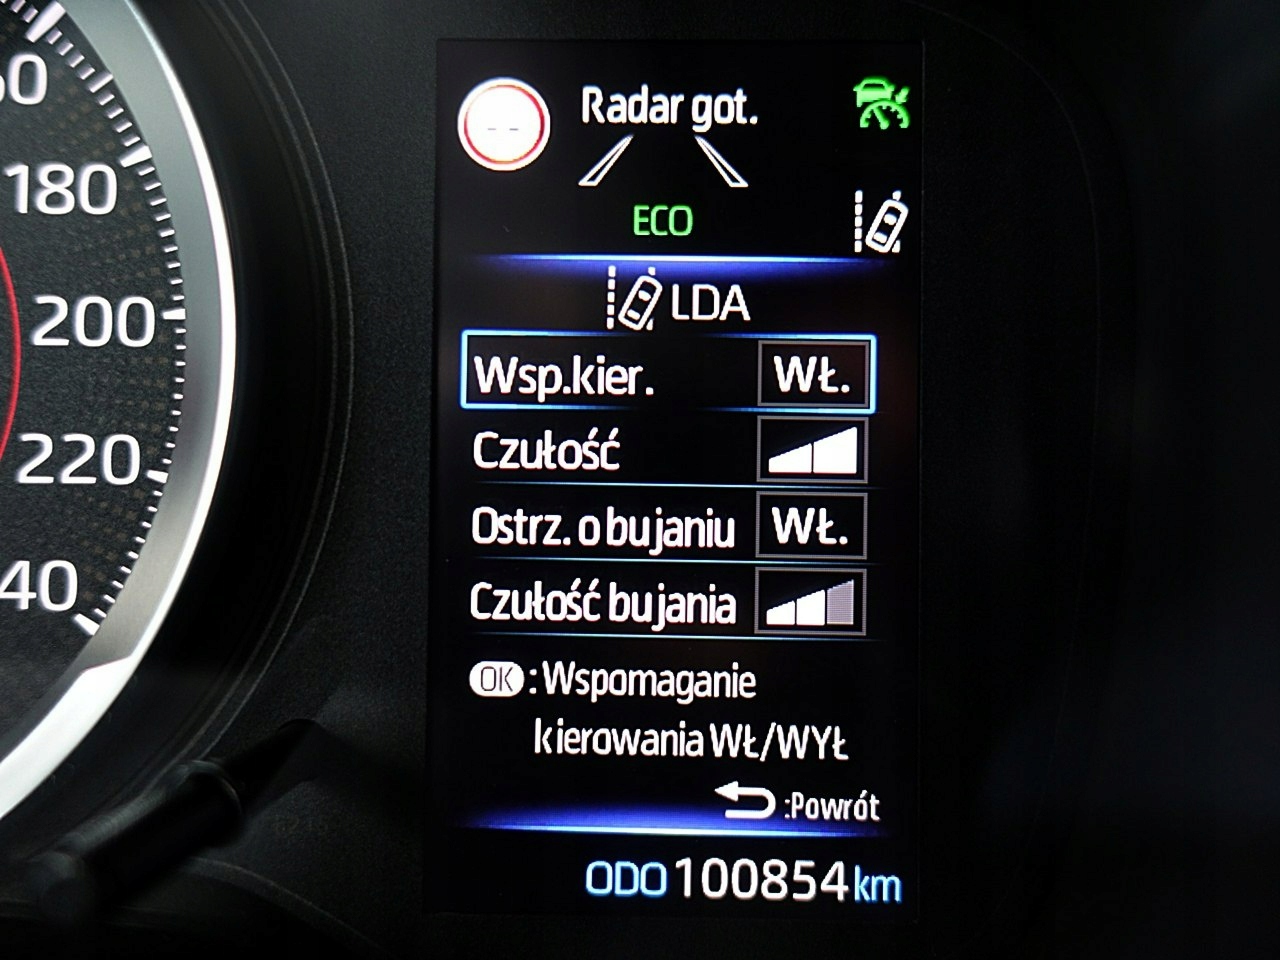 60
180
200
220
40
- -
Radar got.
ECO
LDA
Wsp.kier. WŁ.
Czułość
Ostrz. o bujaniu WŁ.
Czułość bujania
OK :Wspomaganie
kierowania WŁ/WYŁ
:Powrót
ODO 100854 km